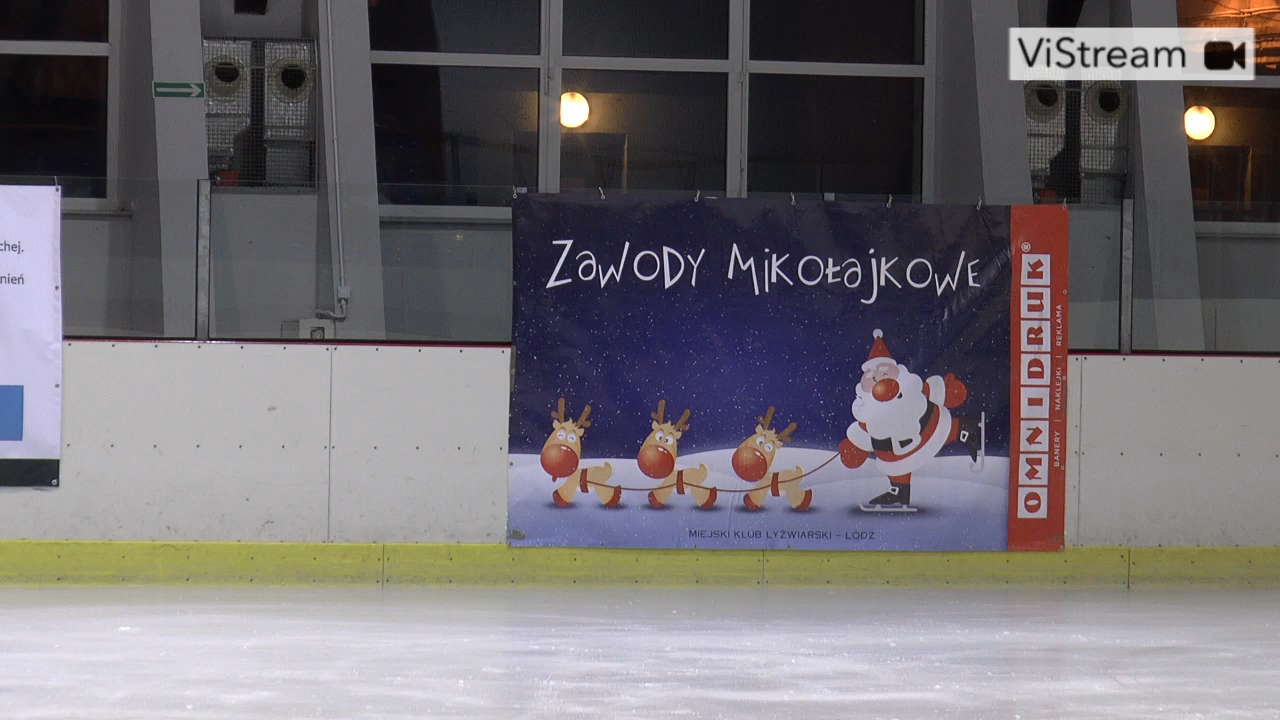 ViStream
chej.
nień
ZAWODY MIKOŁAJKOWE
MIEJSKI KLUB ŁYŻWIARSKI – ŁÓDŹ
OMNIDRUK®
BANERY | NAKLEJKI | REKLAMA